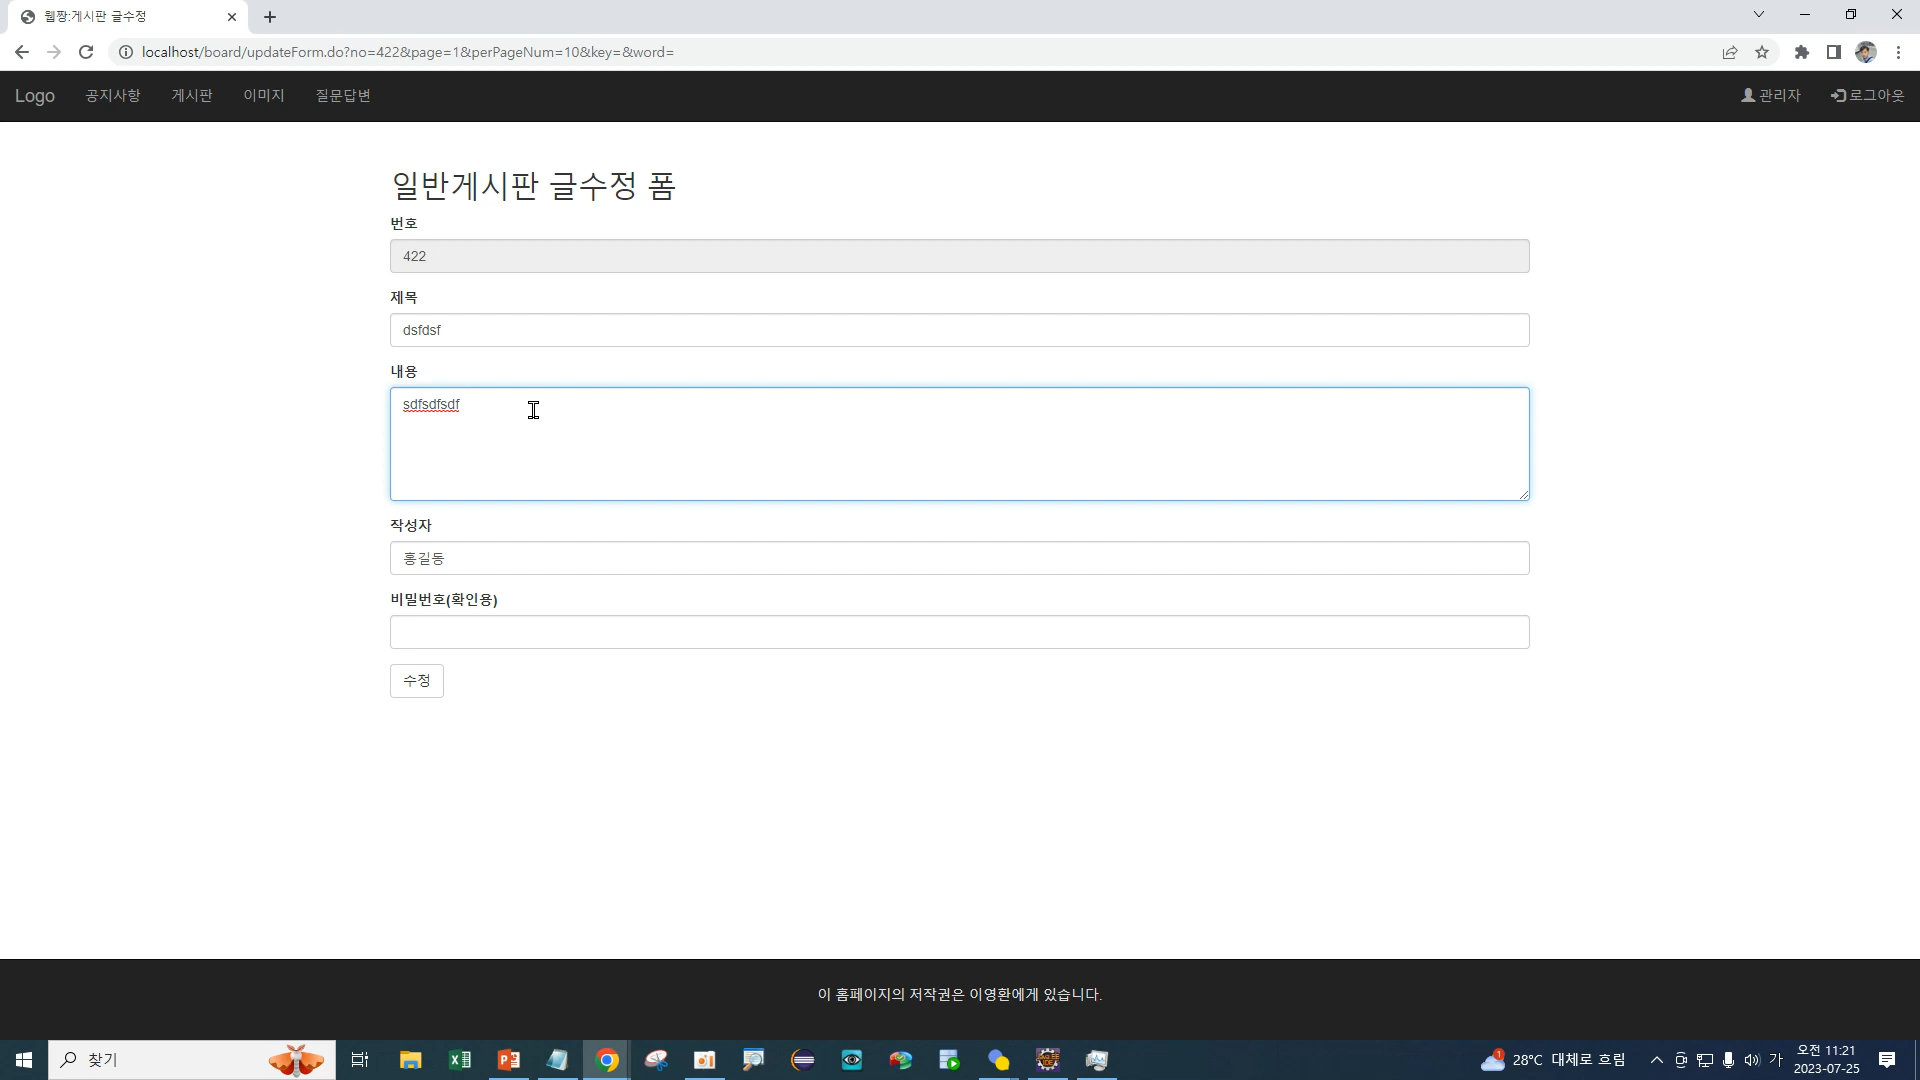 웹짱:게시판 글수정
localhost/board/updateForm.do?no=422&page=1&perPageNum=10&key=&word=
Logo 공지사항 게시판 이미지 질문답변 관리자 로그아웃
일반게시판 글수정 폼
번호
422
제목
dsfdsf
내용
sdfsdfsdf
작성자
홍길동
비밀번호(확인용)
수정
이 홈페이지의 저작권은 이영환에게 있습니다.
찾기
1 28°C 대체로 흐림 가 오전 11:21
2023-07-25